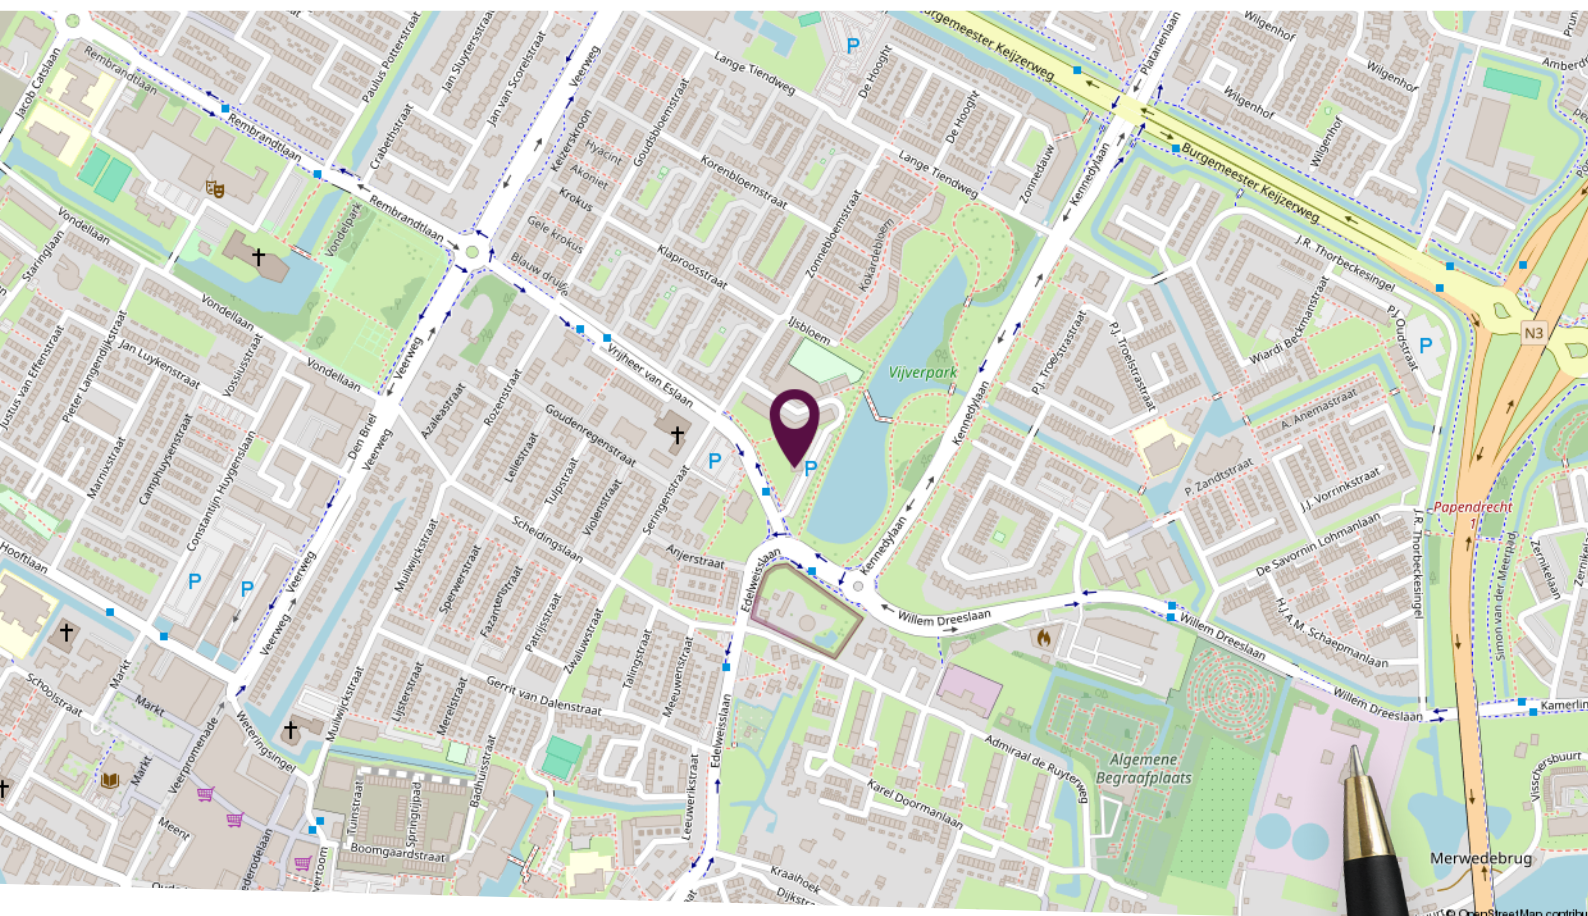 Burgemeester Keijzerweg
Platanenlaan
Wilgenhof
Wilgenhof
Wilgenhof
Wilgenhof
Jacob Catslaan
Rembrandtlaan
Paulus Potterstraat
Jan Sluytersstraat
Jan van Scorelstraat
Veerweg
Lange Tiendweg
P
De Hooght
De Hooght
Rembrandtlaan
Crabethstraat
Keizerskroon
Hyacint
Akoniet
Krokus
Gele krokus
Blauw druifje
Goudsbloemstraat
Korenbloemstraat
Lange Tiendweg
Zonnedauw
Kennedylaan
Burgemeester Keijzerweg
Rembrandtlaan
Vondelpark
Vondellaan
Staringlaan
Klaproosstraat
Zonnebloemstraat
Kokardebloem
J.R. Thorbeckesingel
Vondellaan
Justus van Effenstraat
Pieter Langendijkstraat
Jan Luykenstraat
Vossiusstraat
Vondellaan
Veerweg
IJsbloem
Vrijheer van Eslaan
Vijverpark
Kennedylaan
P.J. Troelstrastraat
P.J. Troelstrastraat
Wiardi Beckmanstraat
P.J. Oudstraat
P
N3
Marnixstraat
Camphuysenstraat
Constantijn Huygenslaan
Den Briel
Veerweg
Azaleastraat
Rozenstraat
Goudenregenstraat
Leliestraat
Tulpstraat
Violenstraat
Seringenstraat
P
P
A. Anemastraat
P. Zandtstraat
J.J. Vorrinkstraat
Papendrecht
Hooftlaan
P
P
Veerweg
Veerweg
Muilwijckstraat
Scheidingslaan
Sperwerstraat
Fazantenstraat
Patrijsstraat
Zwaluwstraat
Anjerstraat
Edelweisslaan
Kennedylaan
Willem Dreeslaan
De Savornin Lohmanlaan
J.R. Thorbeckesingel
H.J.A.M. Schaepmanlaan
Simon van der Meerpad
Zernikelaan
Willem Dreeslaan
Willem Dreeslaan
Schoolstraat
Markt
Markt
Markt
Veerpromenade
Weteringsingel
Muilwijckstraat
Lijsterstraat
Merelstraat
Gerrit van Dalenstraat
Talingstraat
Meeuwenstraat
Edelweisslaan
Admiraal de Ruyterweg
Algemene
Begraafplaats
Visschersbuurt
Meent
Tuinstraat
Springtijpad
Badhuisstraat
Boomgaardstraat
Leeuwerikstraat
Karel Doormanlaan
Kraaihoek
Merwedebrug